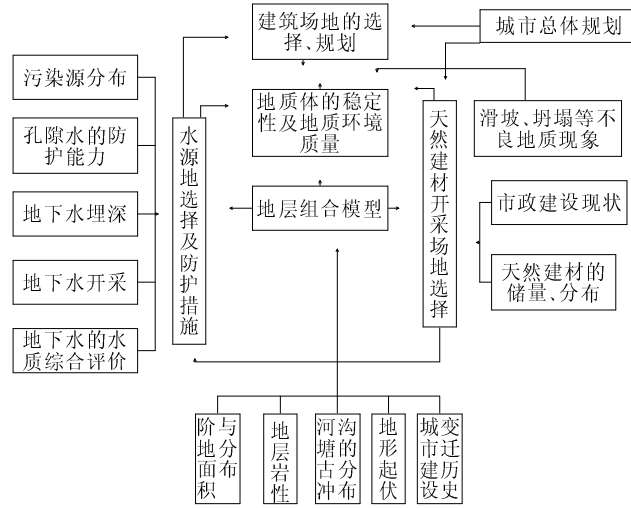 建筑场地的选
择、规划
城市总体规划
污染源分布
孔隙水的防
护能力
地下水埋深
地下水开采
地下水的水
质综合评价
水源地选择及防护措施
地质体的稳定
性及地质环境
质量
地层组合模型
天然建材开采场地选择
滑坡、坍塌等不
良地质现象
市政建设现状
天然建材的
储量、分布
阶地面积
与分布
地层岩性
河塘古冲
沟的分布
地形起伏
城市建设
变迁历史